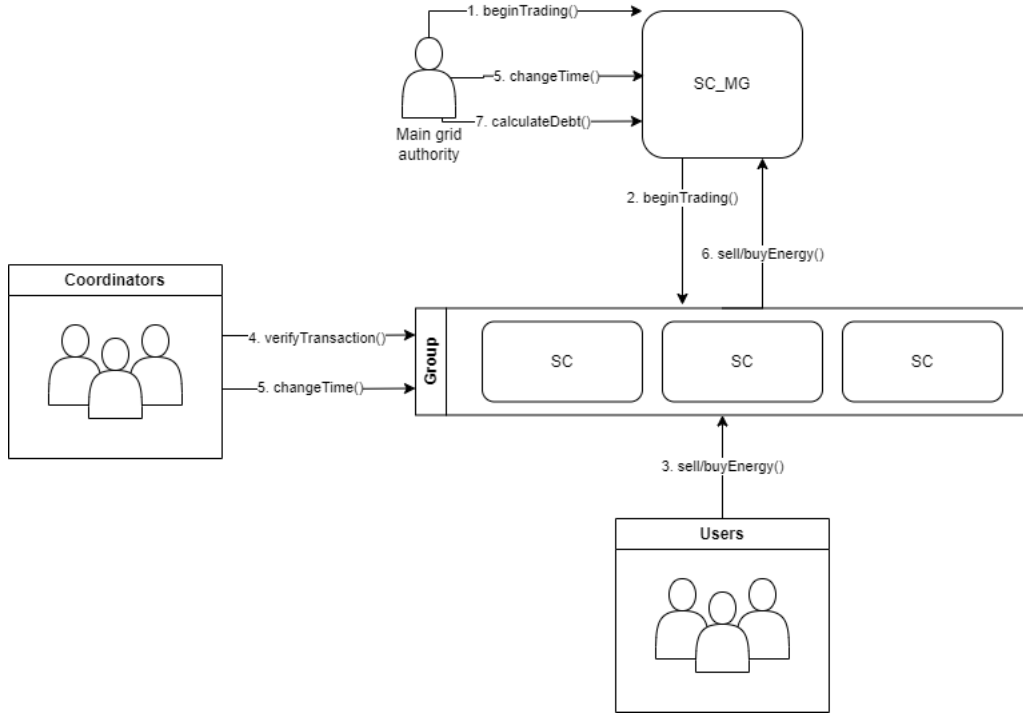 1. beginTrading()
5. changeTime()
SC_MG
7. calculateDebt()
Main grid
authority
2. beginTrading()
6. sell/buyEnergy()
Coordinators
4. verifyTransaction()
5. changeTime()
Group
SC
SC
SC
3. sell/buyEnergy()
Users